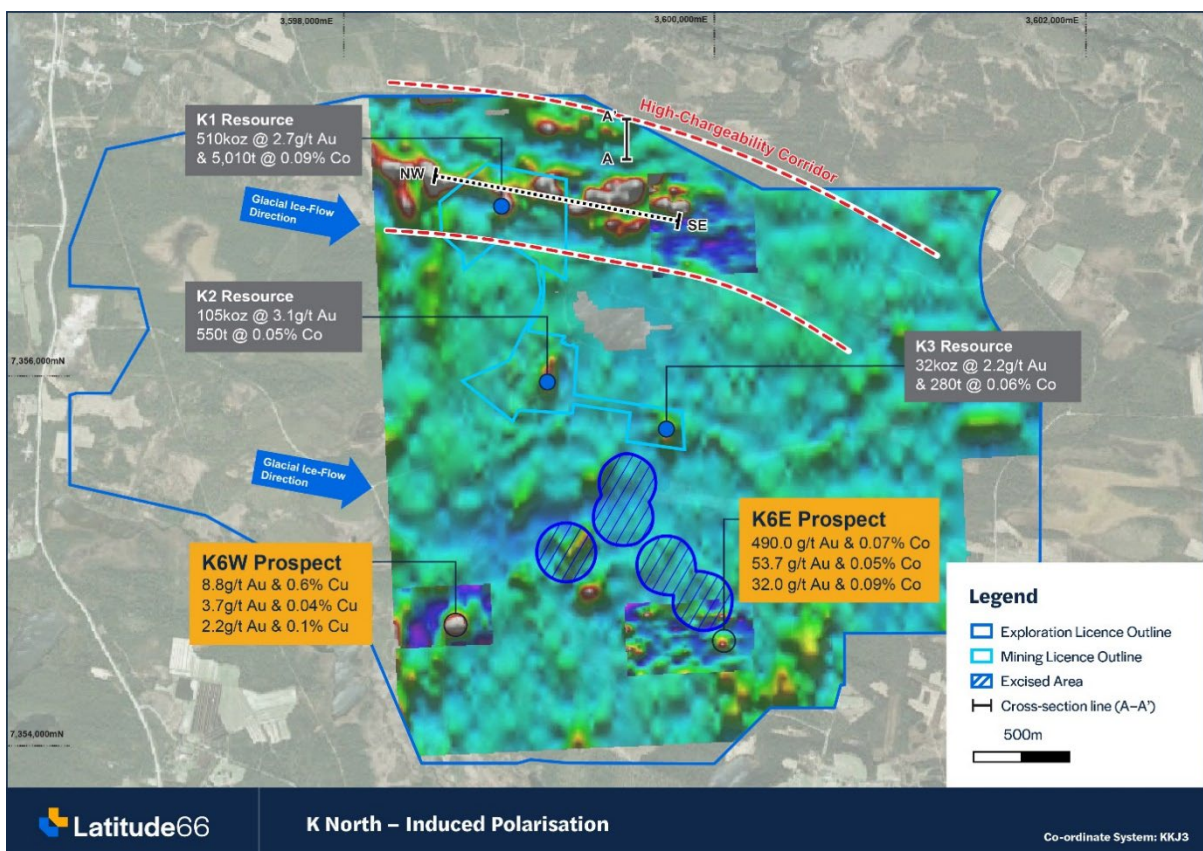 3,598,000mE
3,600,000mE
3,602,000mE
K1 Resource
510koz @ 2.7g/t Au
& 5,010t @ 0.09% Co
High-Chargeability Corridor
A'
A
NW
SE
Glacial Ice-Flow
Direction
K2 Resource
105koz @ 3.1g/t Au
550t @ 0.05% Co
7,356,000mN
K3 Resource
32koz @ 2.2g/t Au
& 280t @ 0.06% Co
Glacial Ice-Flow
Direction
K6W Prospect
8.8g/t Au & 0.6% Cu
3.7g/t Au & 0.04% Cu
2.2g/t Au & 0.1% Cu
K6E Prospect
490.0 g/t Au & 0.07% Co
53.7 g/t Au & 0.05% Co
32.0 g/t Au & 0.09% Co
7,354,000mN
Legend
Exploration Licence Outline
Mining Licence Outline
Excised Area
Cross-section line (A–A')
500m
Latitude66
K North – Induced Polarisation
Co-ordinate System: KKJ3